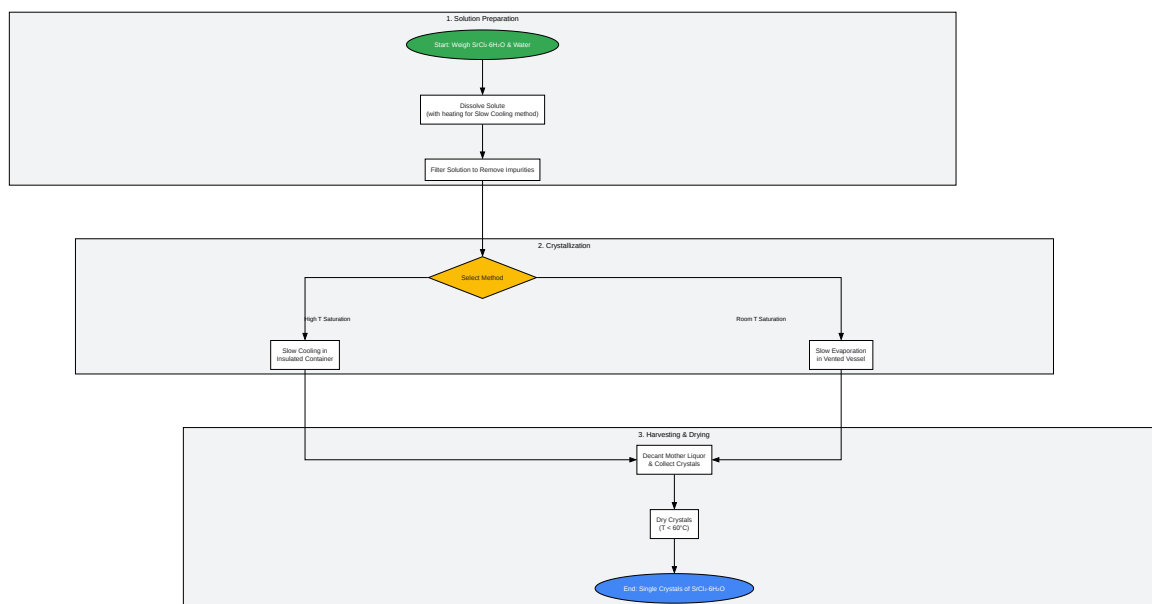 1. Solution Preparation
Start: Weigh SrCl₂·6H₂O & Water
Dissolve Solute
(with heating for Slow Cooling method)
Filter Solution to Remove Impurities
2. Crystallization
Select Method
High T Saturation
Room T Saturation
Slow Cooling in
Insulated Container
Slow Evaporation
in Vented Vessel
3. Harvesting & Drying
Decant Mother Liquor
& Collect Crystals
Dry Crystals
(T < 60°C)
End: Single Crystals of SrCl₂·6H₂O